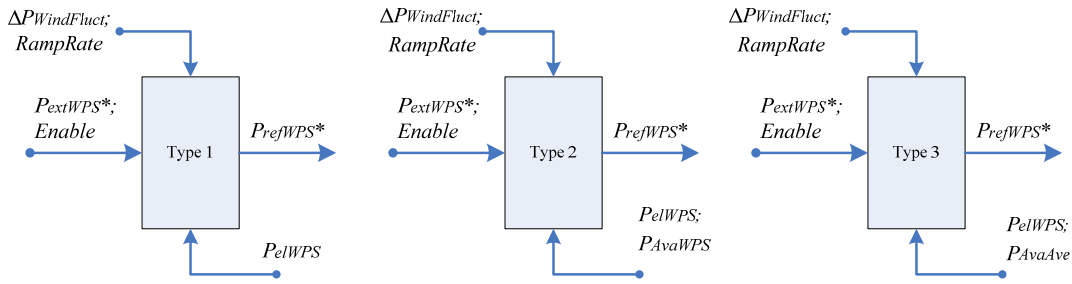 ΔPWindFluct;
RampRate
PextWPS*;
Enable
Type 1
PrefWPS*
PelWPS
ΔPWindFluct;
RampRate
PextWPS*;
Enable
Type 2
PrefWPS*
PelWPS;
PAvaWPS
ΔPWindFluct;
RampRate
PextWPS*;
Enable
Type 3
PrefWPS*
PelWPS;
PAvaAve